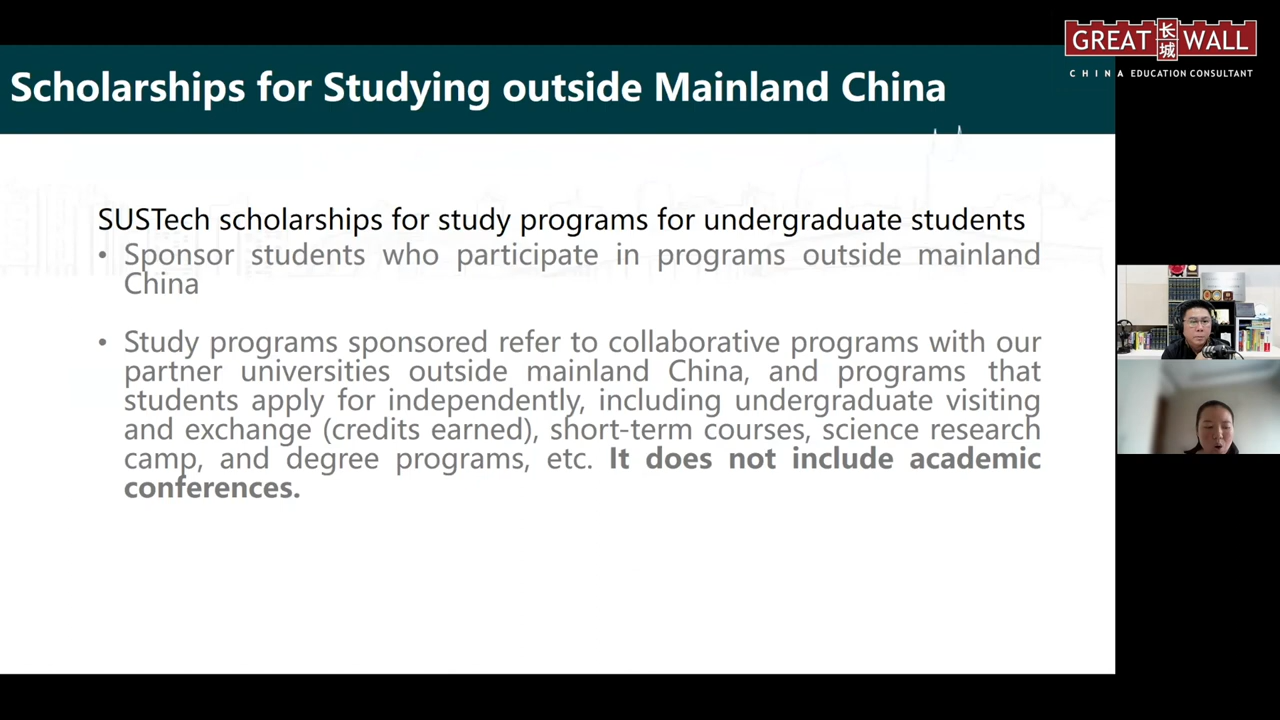 GREAT 长城 WALL
CHINA EDUCATION CONSULTANT
Scholarships for Studying outside Mainland China
SUSTech scholarships for study programs for undergraduate students
• Sponsor students who participate in programs outside mainland
China
• Study programs sponsored refer to collaborative programs with our
partner universities outside mainland China, and programs that
students apply for independently, including undergraduate visiting
and exchange (credits earned), short-term courses, science research
camp, and degree programs, etc. It does not include academic
conferences.